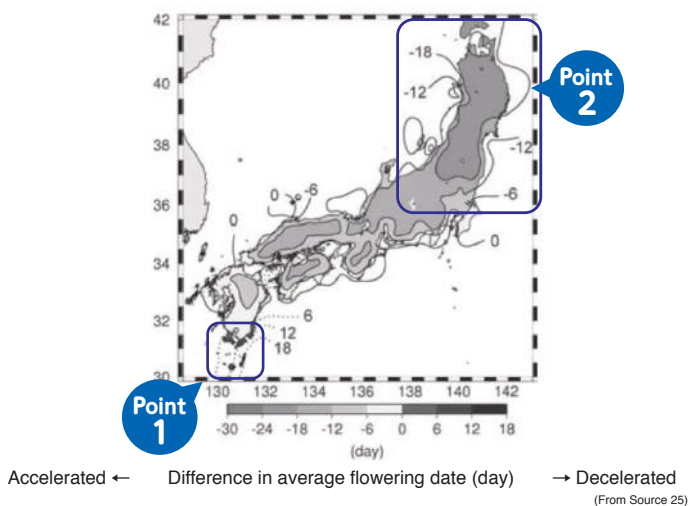 42
40
38
36
34
32
30
-18
-12
Point
2
-12
-6
0
0 -6
0
6
12
18
Point
1
130 132 134 136 138 140 142
-30 -24 -18 -12 -6 0 6 12 18
(day)
Accelerated ← Difference in average flowering date (day) → Decelerated
(From Source 25)